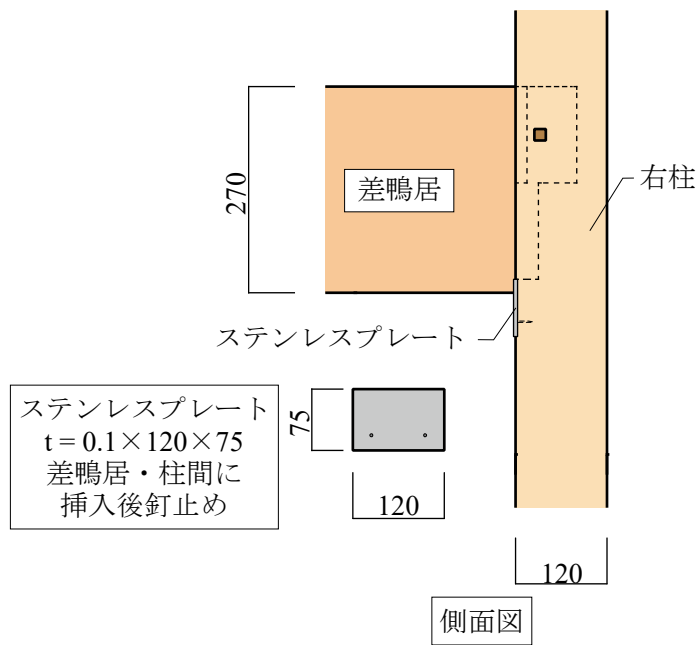 270
差鴨居
右柱
ステンレスプレート
ステンレスプレート
t = 0.1×120×75
差鴨居・柱間に
挿入後釘止め
75
120
120
側面図